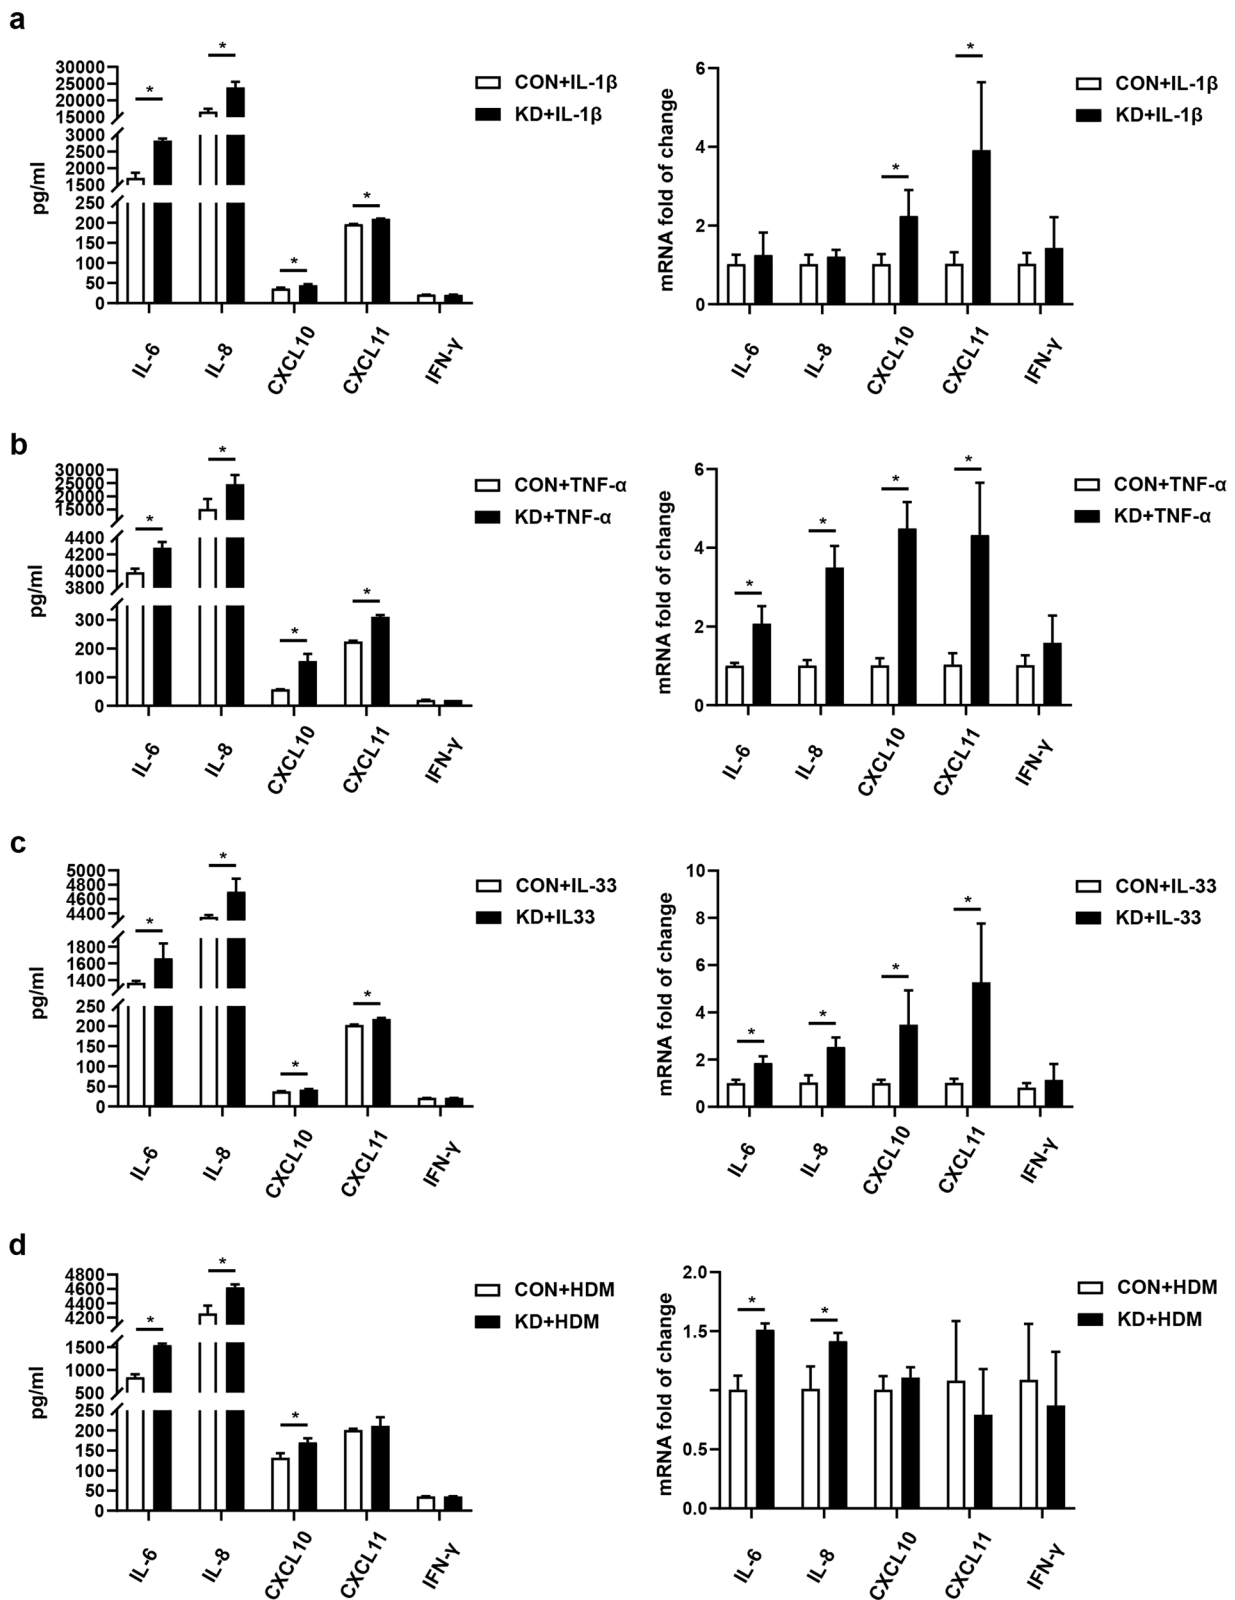 a
*
*
*
*
30000
25000
20000
15000
3000
2500
2000
1500
250
200
150
100
50
0
pg/ml
IL-6
IL-8
CXCL10
CXCL11
IFN-γ
CON+IL-1β
KD+IL-1β
*
*
6
4
2
0
mRNA fold of change
IL-6
IL-8
CXCL10
CXCL11
IFN-γ
CON+IL-1β
KD+IL-1β
b
*
*
*
*
30000
25000
20000
15000
4400
4200
4000
3800
300
200
100
0
pg/ml
IL-6
IL-8
CXCL10
CXCL11
IFN-γ
CON+TNF-α
KD+TNF-α
*
*
*
*
6
4
2
0
mRNA fold of change
IL-6
IL-8
CXCL10
CXCL11
IFN-γ
CON+TNF-α
KD+TNF-α
c
*
*
*
*
5000
4800
4600
4400
1800
1600
1400
250
200
150
100
50
0
pg/ml
IL-6
IL-8
CXCL10
CXCL11
IFN-γ
CON+IL-33
KD+IL33
*
*
*
*
10
8
6
4
2
0
mRNA fold of change
IL-6
IL-8
CXCL10
CXCL11
IFN-γ
CON+IL-33
KD+IL-33
d
*
*
*
4800
4600
4400
4200
1500
1000
500
250
200
150
100
50
0
pg/ml
IL-6
IL-8
CXCL10
CXCL11
IFN-γ
CON+HDM
KD+HDM
*
*
2.0
1.5
0.5
0.0
mRNA fold of change
IL-6
IL-8
CXCL10
CXCL11
IFN-γ
CON+HDM
KD+HDM